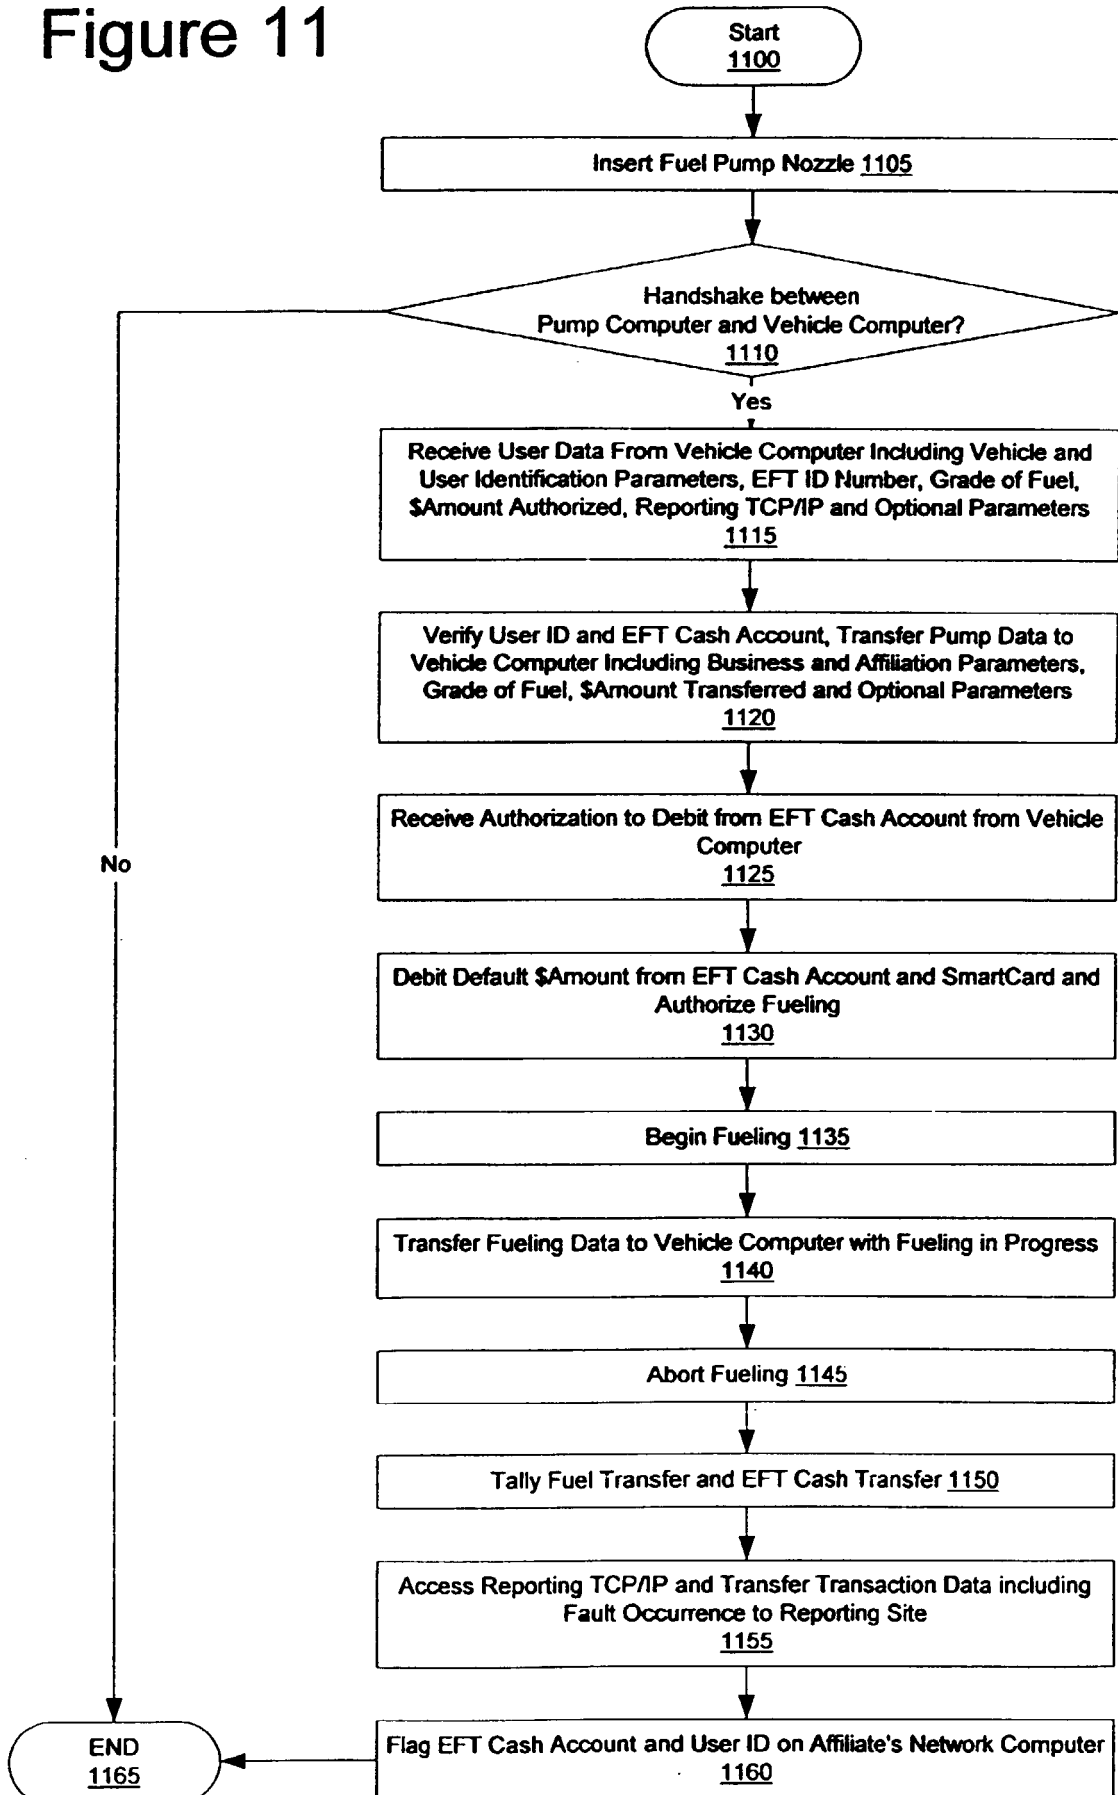 Figure 11
Start
1100
Insert Fuel Pump Nozzle 1105
Handshake between
Pump Computer and Vehicle Computer?
1110
Yes
Receive User Data From Vehicle Computer Including Vehicle and
User Identification Parameters, EFT ID Number, Grade of Fuel,
$Amount Authorized, Reporting TCP/IP and Optional Parameters
1115
Verify User ID and EFT Cash Account, Transfer Pump Data to
Vehicle Computer Including Business and Affiliation Parameters,
Grade of Fuel, $Amount Transferred and Optional Parameters
1120
Receive Authorization to Debit from EFT Cash Account from Vehicle
Computer
1125
No
Debit Default $Amount from EFT Cash Account and SmartCard and
Authorize Fueling
1130
Begin Fueling 1135
Transfer Fueling Data to Vehicle Computer with Fueling in Progress
1140
Abort Fueling 1145
Tally Fuel Transfer and EFT Cash Transfer 1150
Access Reporting TCP/IP and Transfer Transaction Data including
Fault Occurrence to Reporting Site
1155
Flag EFT Cash Account and User ID on Affiliate's Network Computer
1160
END
1165